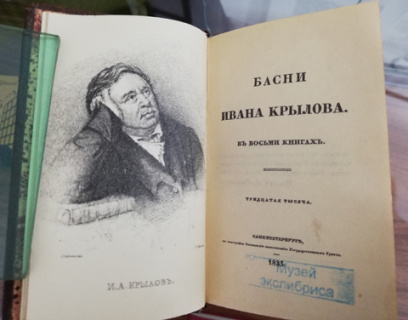 И. А. КРЫЛОВЪ.
БАСНИ
ИВАНА КРЫЛОВА.
ВЪ ВОСЬМИ КНИГАХЪ.
ТРИДЦАТАЯ ТЫСЯЧА.
САНКТПЕТЕРБУРГЪ,
Музей
экслибриса